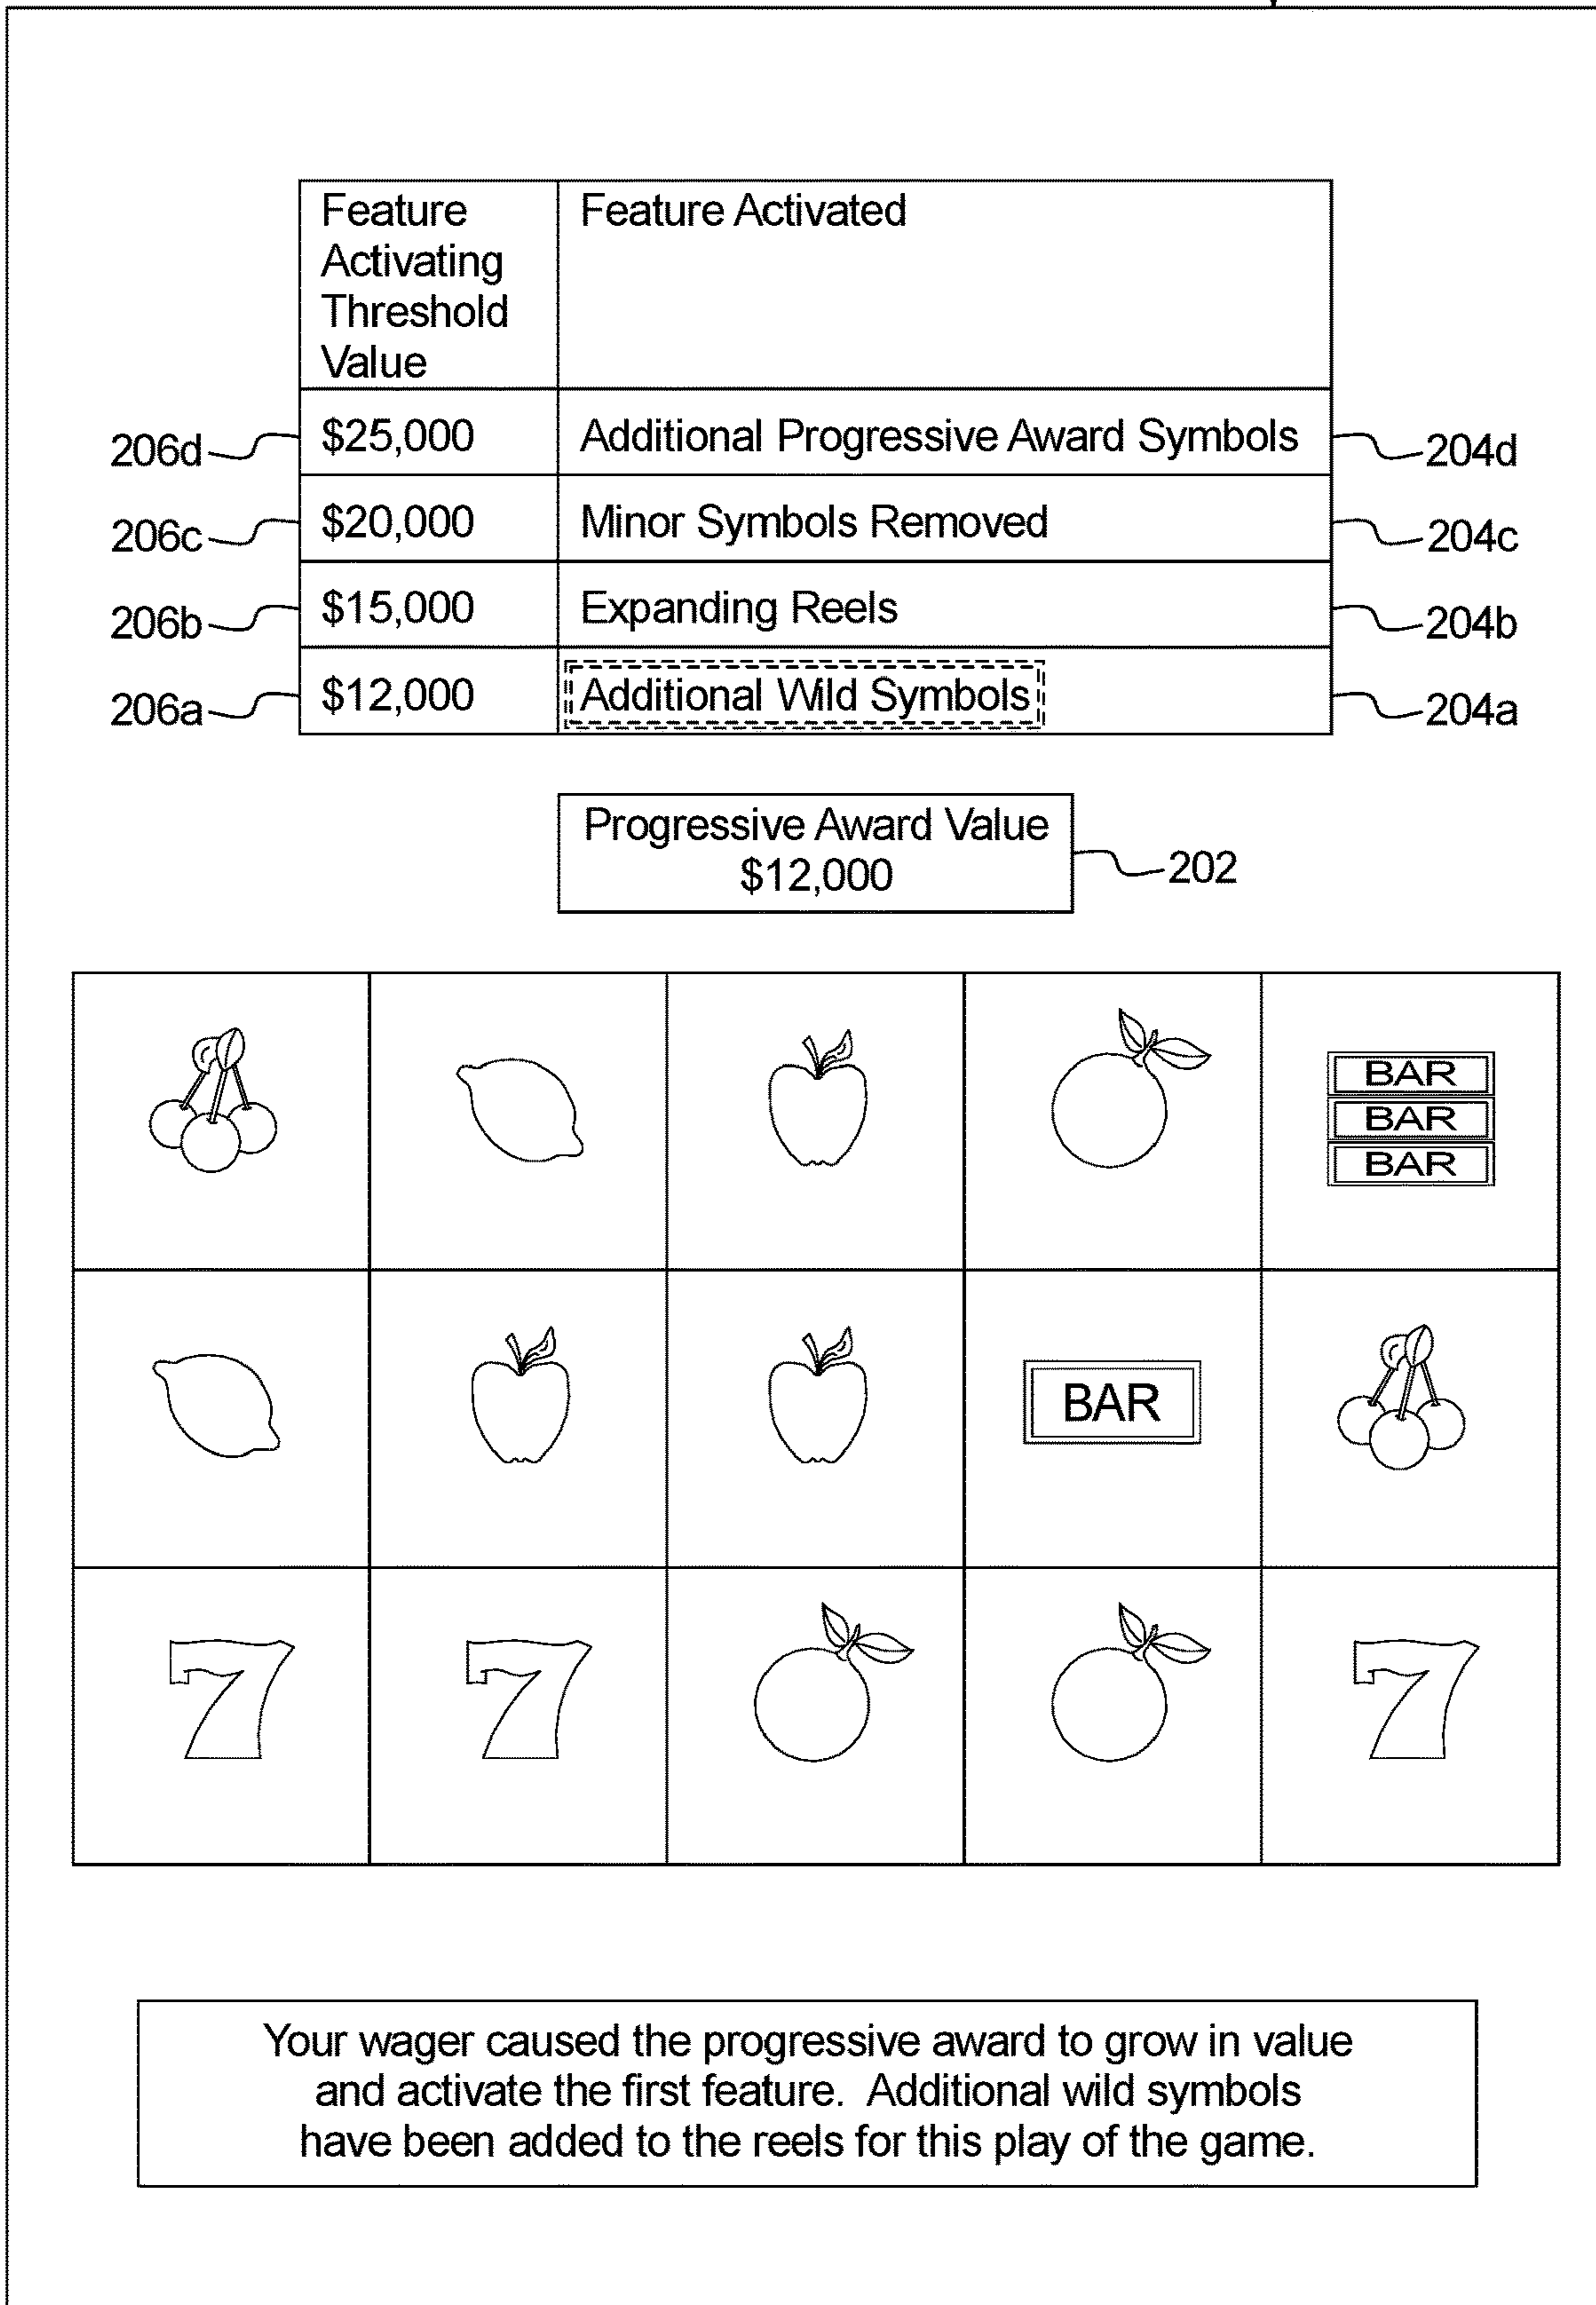 Feature
Activating
Threshold
Value
Feature Activated
206d $25,000 Additional Progressive Award Symbols 204d
206c $20,000 Minor Symbols Removed 204c
206b $15,000 Expanding Reels 204b
206a $12,000 Additional Wild Symbols 204a
Progressive Award Value
$12,000
202
BAR
BAR
BAR
BAR
7 7 7
Your wager caused the progressive award to grow in value
and activate the first feature. Additional wild symbols
have been added to the reels for this play of the game.